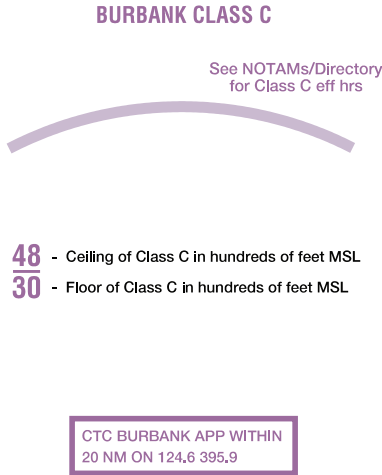 BURBANK CLASS C
See NOTAMs/Directory
for Class C eff hrs
48 - Ceiling of Class C in hundreds of feet MSL
30 - Floor of Class C in hundreds of feet MSL
CTC BURBANK APP WITHIN
20 NM ON 124.6 395.9